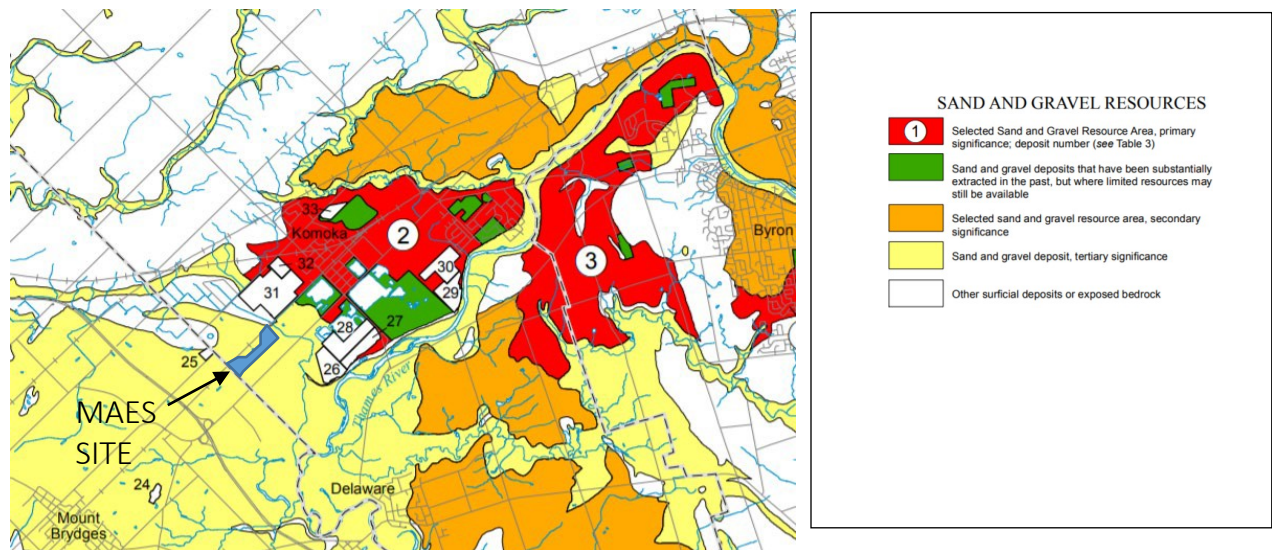 33
Komoka
2
32
31
30
29
3
Byron
28
27
26
25
Thames River
MAES
SITE
24
Delaware
Mount
Brydges
SAND AND GRAVEL RESOURCES
1
Selected Sand and Gravel Resource Area, primary
significance; deposit number (see Table 3)
Sand and gravel deposits that have been substantially
extracted in the past, but where limited resources may
still be available
Selected sand and gravel resource area, secondary
significance
Sand and gravel deposit, tertiary significance
Other surficial deposits or exposed bedrock